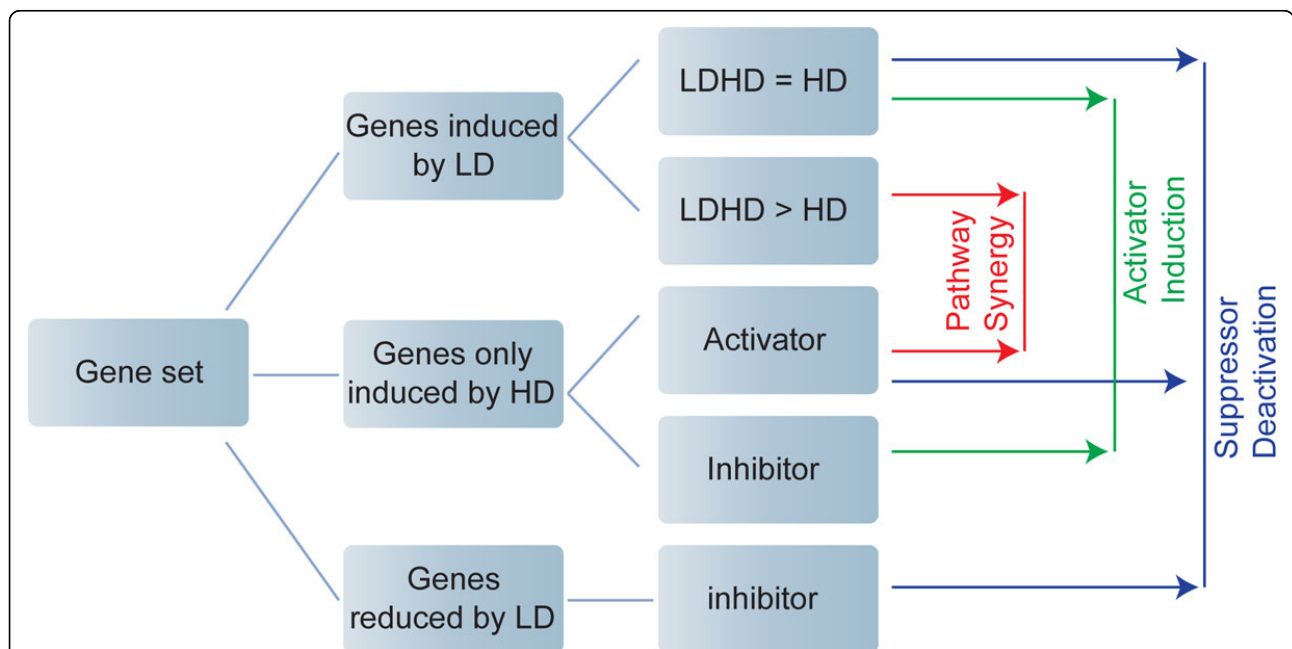 Gene set
Genes induced
by LD
Genes only
induced by HD
Genes
reduced by LD
LDHD = HD
LDHD > HD
Activator
Inhibitor
inhibitor
Pathway
Synergy
Activator
Induction
Suppressor
Deactivation